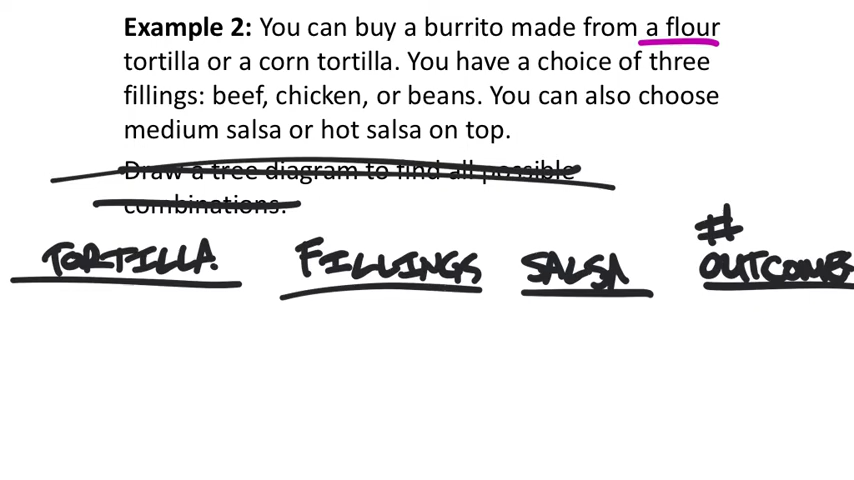 Example 2: You can buy a burrito made from a flour
tortilla or a corn tortilla. You have a choice of three
fillings: beef, chicken, or beans. You can also choose
medium salsa or hot salsa on top.
Draw a tree diagram to find all possible
combinations.
#
TORTILLA FILLINGS SALSA OUTCOMES